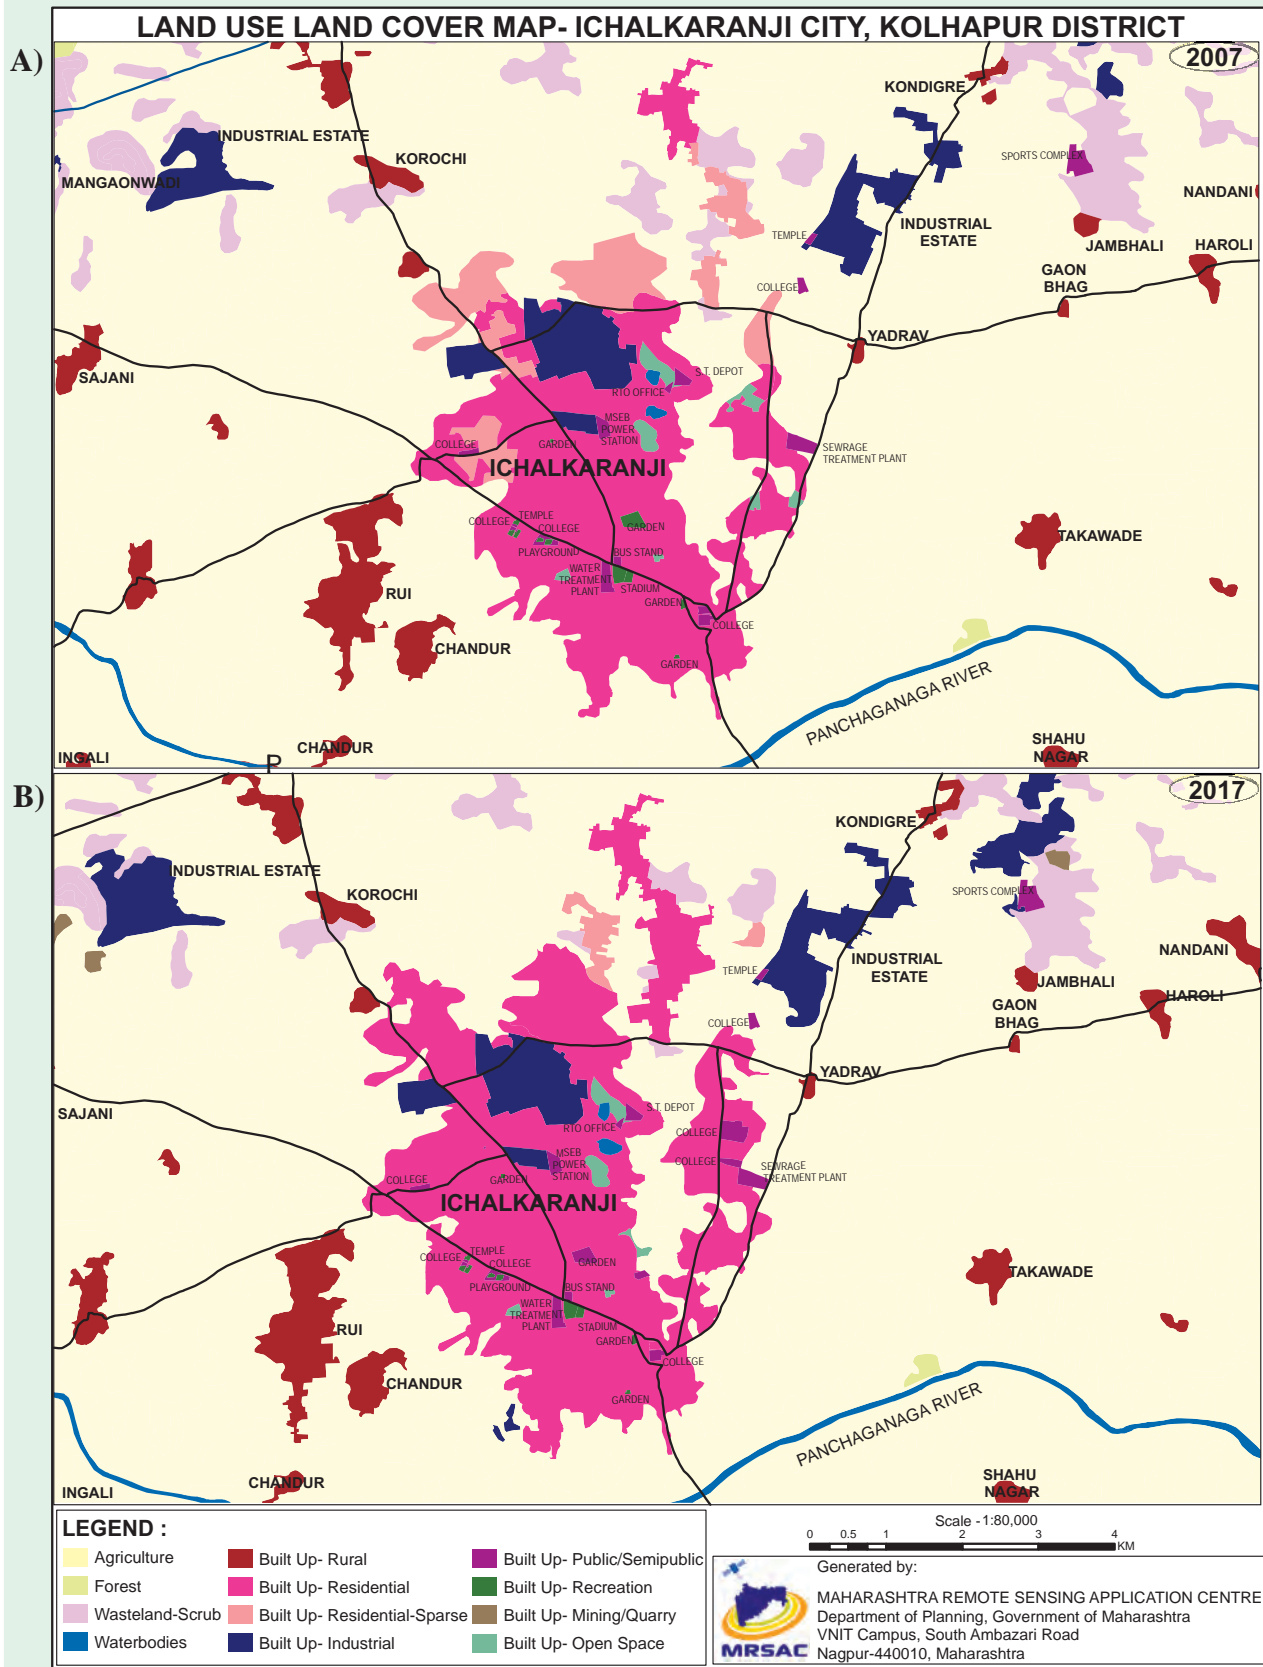 LAND USE LAND COVER MAP- ICHALKARANJI CITY, KOLHAPUR DISTRICT
A)
2007
KONDIGRE
INDUSTRIAL ESTATE
KOROCHI
SPORTS COMPLEX
MANGAONWADI
NANDANI
INDUSTRIAL
ESTATE
TEMPLE
JAMBHALI
HAROLI
GAON
BHAG
COLLEGE
YADRAV
SAJANI
S.T. DEPOT
RTO OFFICE
MSEB
POWER
STATION
COLLEGE
GARDEN
SEWRAGE
TREATMENT PLANT
ICHALKARANJI
TEMPLE
COLLEGE
COLLEGE
GARDEN
TAKAWADE
PLAYGROUND
BUS STAND
WATER
TREATMENT
PLANT
STADIUM
RUI
GARDEN
COLLEGE
CHANDUR
GARDEN
PANCHAGANAGA RIVER
INGALI
P
CHANDUR
SHAHU
NAGAR
B)
2017
KONDIGRE
INDUSTRIAL ESTATE
KOROCHI
SPORTS COMPLEX
NANDANI
INDUSTRIAL
ESTATE
TEMPLE
JAMBHALI
HAROLI
GAON
BHAG
COLLEGE
YADRAV
SAJANI
S.T. DEPOT
RTO OFFICE
COLLEGE
MSEB
POWER
STATION
COLLEGE
SEWRAGE
TREATMENT PLANT
COLLEGE
GARDEN
ICHALKARANJI
TEMPLE
COLLEGE
COLLEGE
GARDEN
TAKAWADE
PLAYGROUND
BUS STAND
WATER
TREATMENT
PLANT
STADIUM
RUI
GARDEN
COLLEGE
CHANDUR
GARDEN
PANCHAGANAGA RIVER
CHANDUR
INGALI
SHAHU
NAGAR
LEGEND :
Agriculture
Forest
Wasteland-Scrub
Waterbodies
Built Up- Rural
Built Up- Residential
Built Up- Residential-Sparse
Built Up- Industrial
Built Up- Public/Semipublic
Built Up- Recreation
Built Up- Mining/Quarry
Built Up- Open Space
Scale -1:80,000
0 0.5 1 2 3 4
KM
Generated by:
MAHARASHTRA REMOTE SENSING APPLICATION CENTRE
Department of Planning, Government of Maharashtra
VNIT Campus, South Ambazari Road
Nagpur-440010, Maharashtra
MRSAC